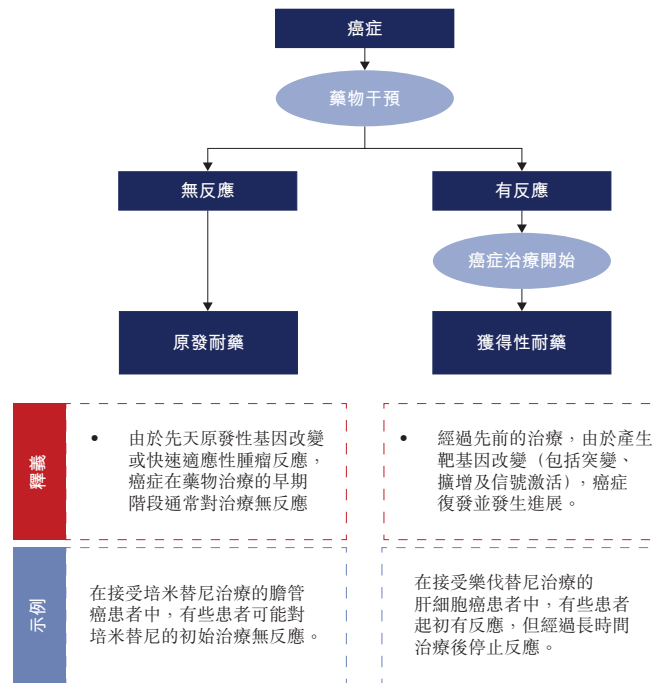 癌症
藥物干預
無反應
有反應
癌症治療開始
原發耐藥
獲得性耐藥
釋義
• 由於先天原發性基因改變
或快速適應性腫瘤反應，
癌症在藥物治療的早期
階段通常對治療無反應
• 經過先前的治療，由於產生
靶基因改變（包括突變、
擴增及信號激活），癌症
復發並發生進展。
示例
在接受培米替尼治療的膽管
癌患者中，有些患者可能對
培米替尼的初始治療無反應。
在接受樂伐替尼治療的
肝細胞癌患者中，有些患者
起初有反應，但經過長時間
治療後停止反應。